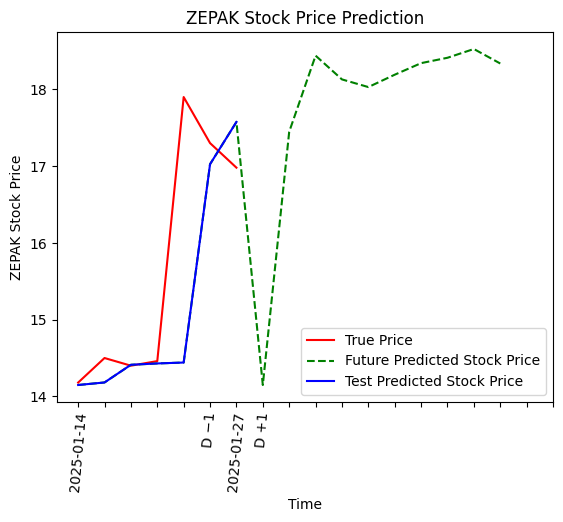 ZEPAK Stock Price Prediction
ZEPAK Stock Price
18
17
16
15
14
True Price
Future Predicted Stock Price
Test Predicted Stock Price
2025-01-14
D −1
2025-01-27
D +1
Time